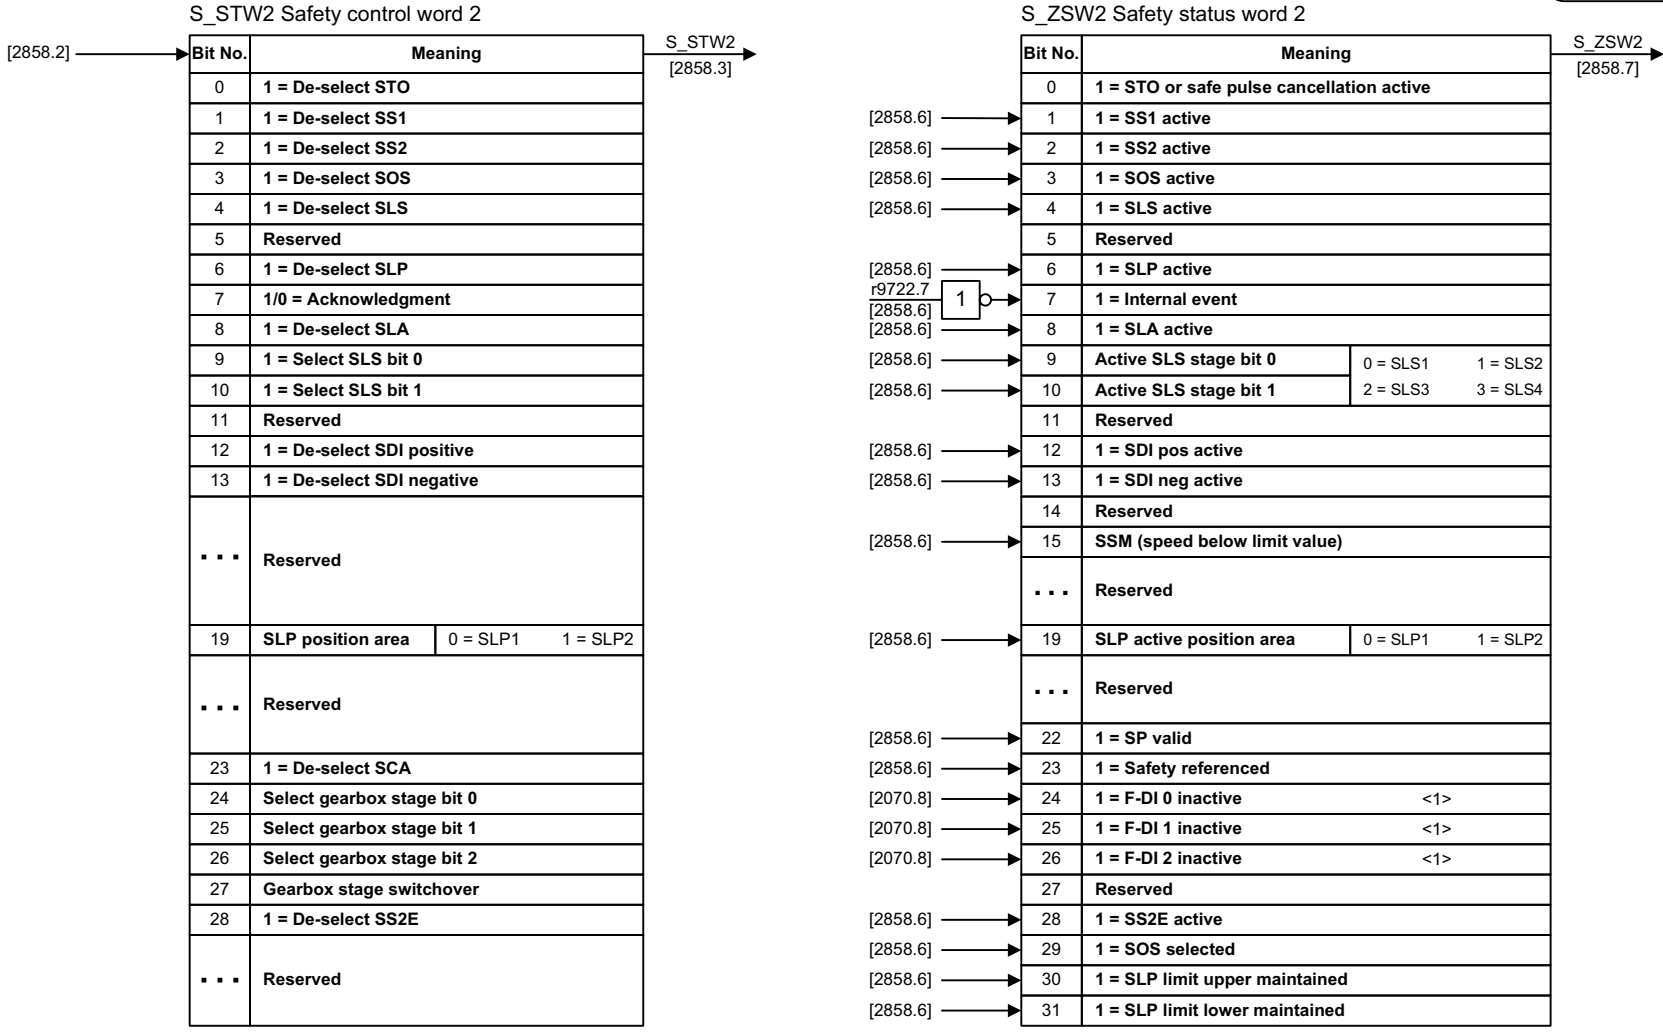 S_STW2 Safety control word 2
[2858.2]
Bit No. Meaning
S_STW2
[2858.3]
0 1 = De-select STO
1 1 = De-select SS1
2 1 = De-select SS2
3 1 = De-select SOS
4 1 = De-select SLS
5 Reserved
6 1 = De-select SLP
7 1/0 = Acknowledgment
8 1 = De-select SLA
9 1 = Select SLS bit 0
10 1 = Select SLS bit 1
11 Reserved
12 1 = De-select SDI positive
13 1 = De-select SDI negative
... Reserved
19 SLP position area 0 = SLP1 1 = SLP2
... Reserved
23 1 = De-select SCA
24 Select gearbox stage bit 0
25 Select gearbox stage bit 1
26 Select gearbox stage bit 2
27 Gearbox stage switchover
28 1 = De-select SS2E
... Reserved
S_ZSW2 Safety status word 2
Bit No. Meaning
S_ZSW2
[2858.7]
0 1 = STO or safe pulse cancellation active
[2858.6] 1 1 = SS1 active
[2858.6] 2 1 = SS2 active
[2858.6] 3 1 = SOS active
[2858.6] 4 1 = SLS active
5 Reserved
[2858.6] 6 1 = SLP active
r9722.7
[2858.6] 1 7 1 = Internal event
[2858.6] 8 1 = SLA active
[2858.6] 9 Active SLS stage bit 0 0 = SLS1 1 = SLS2
[2858.6] 10 Active SLS stage bit 1 2 = SLS3 3 = SLS4
11 Reserved
[2858.6] 12 1 = SDI pos active
[2858.6] 13 1 = SDI neg active
14 Reserved
[2858.6] 15 SSM (speed below limit value)
... Reserved
[2858.6] 19 SLP active position area 0 = SLP1 1 = SLP2
... Reserved
[2858.6] 22 1 = SP valid
[2858.6] 23 1 = Safety referenced
[2070.8] 24 1 = F-DI 0 inactive <1>
[2070.8] 25 1 = F-DI 1 inactive <1>
[2070.8] 26 1 = F-DI 2 inactive <1>
27 Reserved
[2858.6] 28 1 = SS2E active
[2858.6] 29 1 = SOS selected
[2858.6] 30 1 = SLP limit upper maintained
[2858.6] 31 1 = SLP limit lower maintained